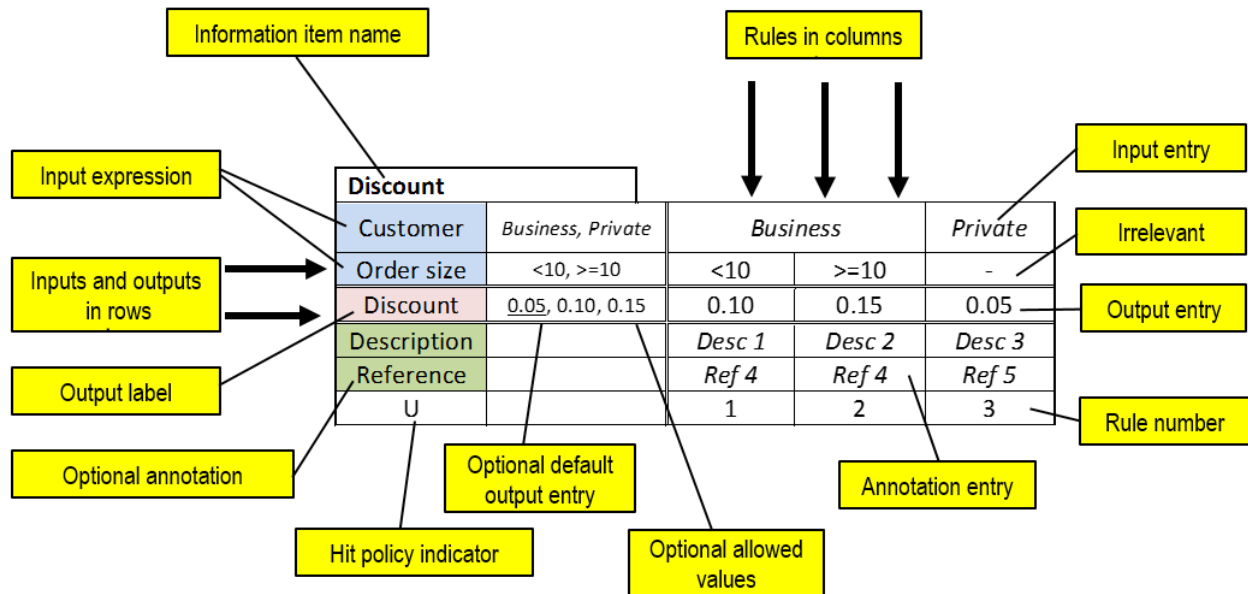 Information item name
Rules in columns
Input expression
Input entry
Discount
Customer Business, Private Business Private
Irrelevant
Order size <10, >=10 <10 >=10 -
Inputs and outputs
in rows
Discount 0.05, 0.10, 0.15 0.10 0.15 0.05
Output entry
Description Desc 1 Desc 2 Desc 3
Output label
Reference Ref 4 Ref 4 Ref 5
U 1 2 3
Rule number
Optional annotation
Optional default
output entry
Annotation entry
Hit policy indicator
Optional allowed
values